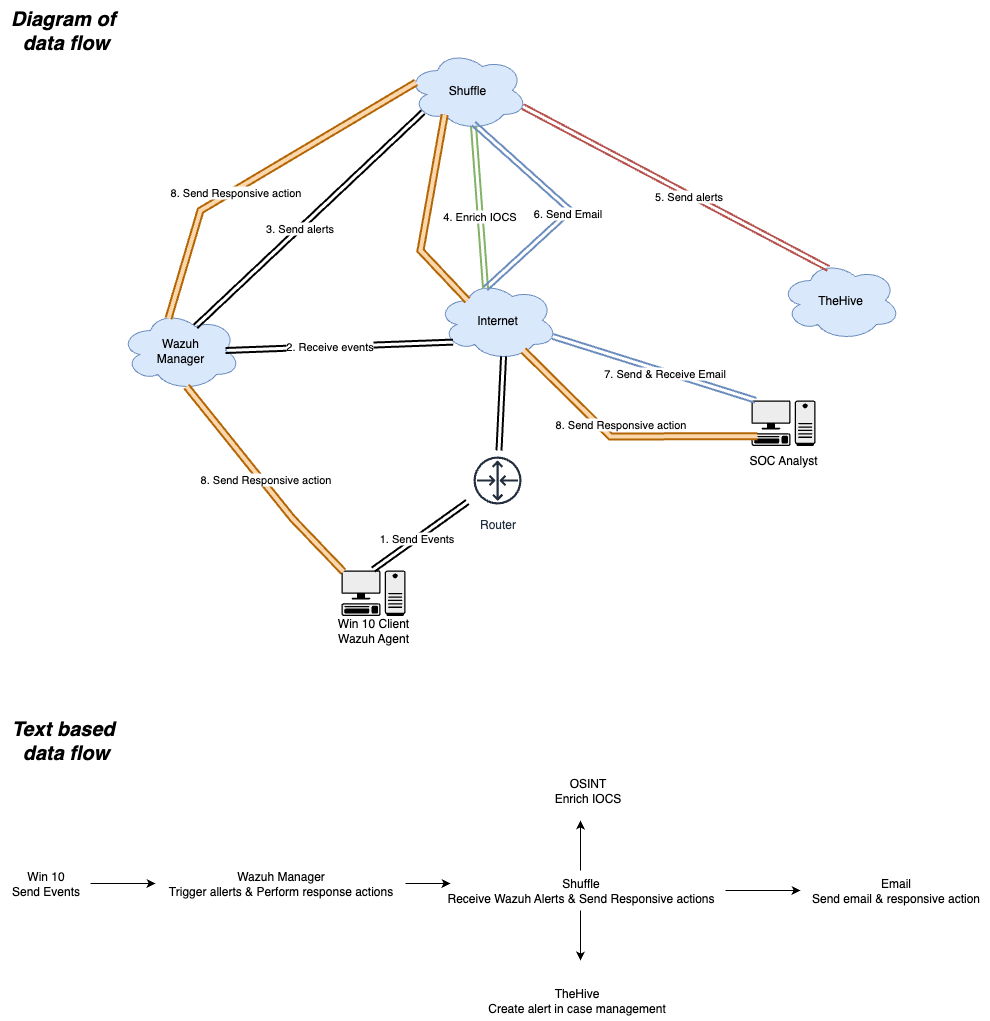 Diagram of
data flow
Shuffle
8. Send Responsive action
3. Send alerts
4. Enrich IOCS
6. Send Email
5. Send alerts
TheHive
Internet
Wazuh
Manager
2. Receive events
7. Send & Receive Email
8. Send Responsive action
SOC Analyst
8. Send Responsive action
Router
1. Send Events
Win 10 Client
Wazuh Agent
Text based
data flow
OSINT
Enrich IOCS
Win 10
Send Events
Wazuh Manager
Trigger allerts & Perform response actions
Shuffle
Receive Wazuh Alerts & Send Responsive actions
Email
Send email & responsive action
TheHive
Create alert in case management